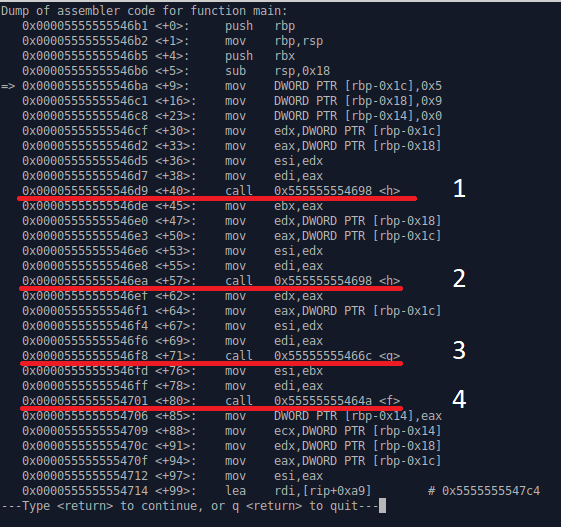 Dump of assembler code for function main:
0x00005555555546b1 <+0>: push rbp
0x00005555555546b2 <+1>: mov rbp,rsp
0x00005555555546b5 <+4>: push rbx
0x00005555555546b6 <+5>: sub rsp,0x18
=> 0x00005555555546ba <+9>: mov DWORD PTR [rbp-0x1c],0x5
0x00005555555546c1 <+16>: mov DWORD PTR [rbp-0x18],0x9
0x00005555555546c8 <+23>: mov DWORD PTR [rbp-0x14],0x0
0x00005555555546cf <+30>: mov edx,DWORD PTR [rbp-0x1c]
0x00005555555546d2 <+33>: mov eax,DWORD PTR [rbp-0x18]
0x00005555555546d5 <+36>: mov esi,edx
0x00005555555546d7 <+38>: mov edi,eax
0x00005555555546d9 <+40>: call 0x555555554698 <h> 1
0x00005555555546de <+45>: mov ebx,eax
0x00005555555546e0 <+47>: mov edx,DWORD PTR [rbp-0x18]
0x00005555555546e3 <+50>: mov eax,DWORD PTR [rbp-0x1c]
0x00005555555546e6 <+53>: mov esi,edx
0x00005555555546e8 <+55>: mov edi,eax
0x00005555555546ea <+57>: call 0x555555554698 <h> 2
0x00005555555546ef <+62>: mov edx,eax
0x00005555555546f1 <+64>: mov eax,DWORD PTR [rbp-0x1c]
0x00005555555546f4 <+67>: mov esi,edx
0x00005555555546f6 <+69>: mov edi,eax
0x00005555555546f8 <+71>: call 0x55555555466c <g> 3
0x00005555555546fd <+76>: mov esi,ebx
0x00005555555546ff <+78>: mov edi,eax
0x0000555555554701 <+80>: call 0x55555555464a <f> 4
0x0000555555554706 <+85>: mov DWORD PTR [rbp-0x14],eax
0x0000555555554709 <+88>: mov ecx,DWORD PTR [rbp-0x14]
0x000055555555470c <+91>: mov edx,DWORD PTR [rbp-0x18]
0x000055555555470f <+94>: mov eax,DWORD PTR [rbp-0x1c]
0x0000555555554712 <+97>: mov esi,eax
0x0000555555554714 <+99>: lea rdi,[rip+0xa9] # 0x5555555547c4
---Type <return> to continue, or q <return> to quit---